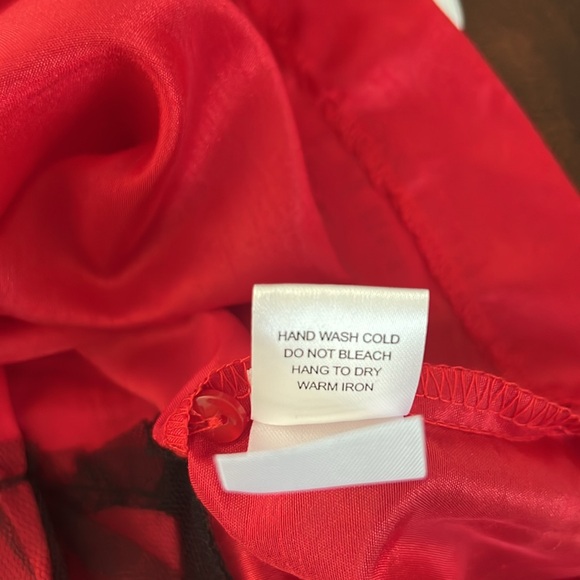 HAND WASH COLD
DO NOT BLEACH
HANG TO DRY
WARM IRON